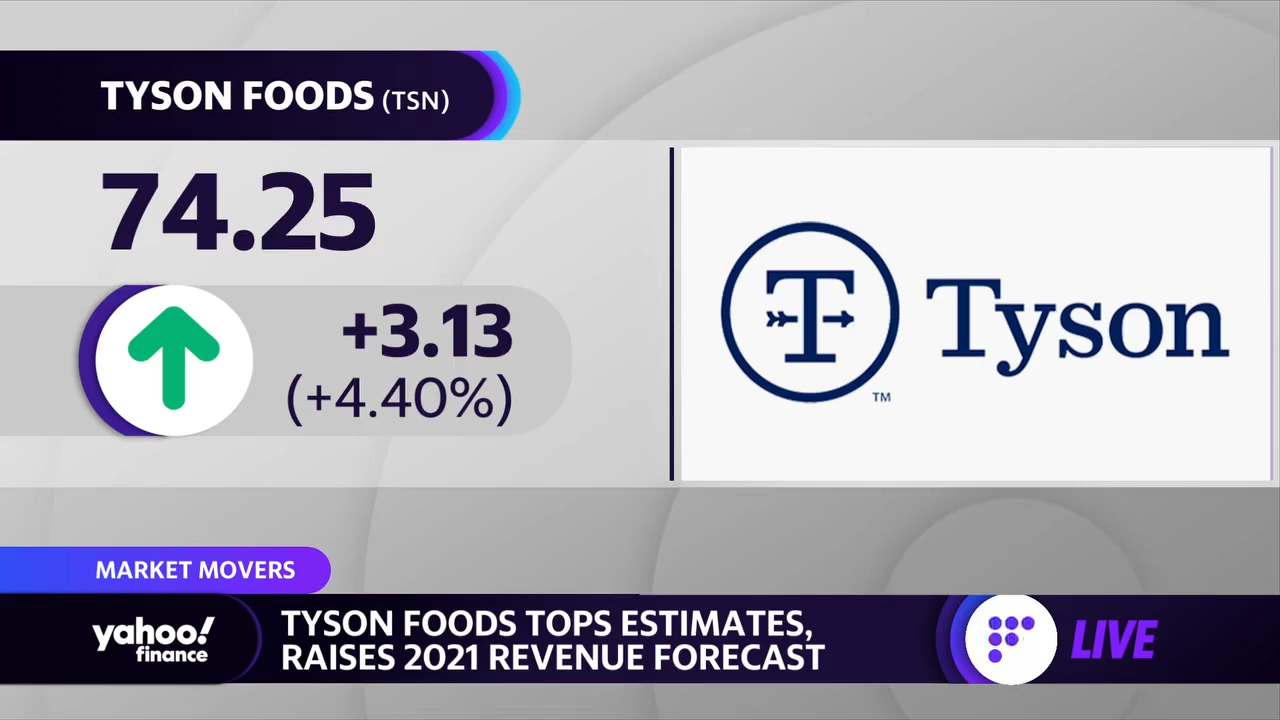 TYSON FOODS (TSN)
74.25
+3.13
(+4.40%)
T
Tyson
TM
MARKET MOVERS
yahoo!
finance
TYSON FOODS TOPS ESTIMATES,
RAISES 2021 REVENUE FORECAST
LIVE